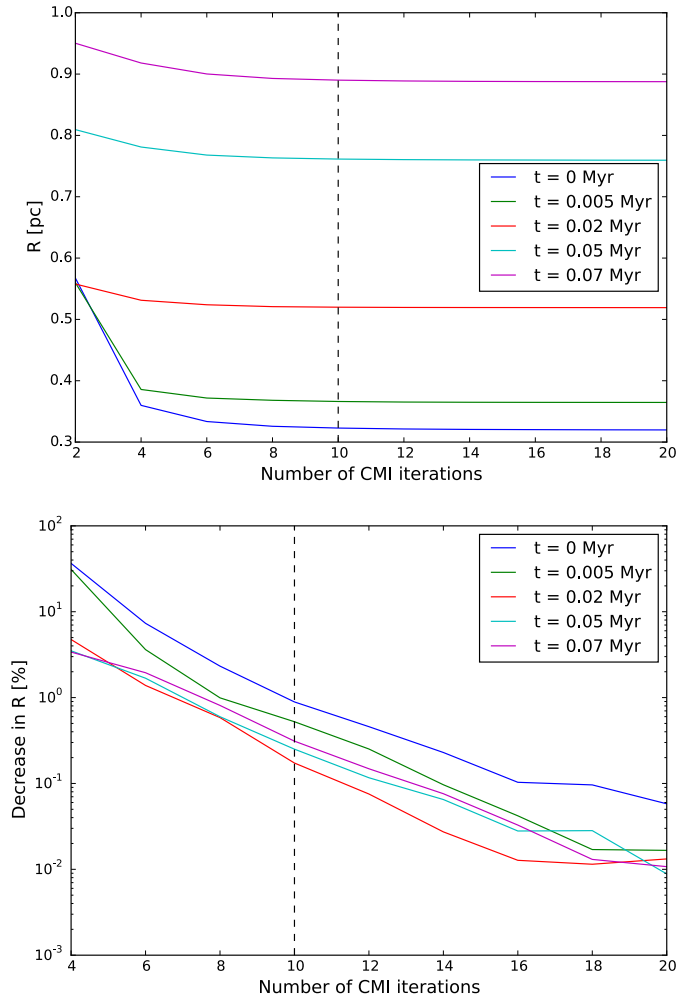 1.0
0.9
0.8
0.7
0.6
0.5
0.4
0.3
R [pc]
t = 0 Myr
t = 0.005 Myr
t = 0.02 Myr
t = 0.05 Myr
t = 0.07 Myr
2 4 6 8 10 12 14 16 18 20
Number of CMI iterations
10^2
10^1
10^0
10^-1
10^-2
10^-3
Decrease in R [%]
t = 0 Myr
t = 0.005 Myr
t = 0.02 Myr
t = 0.05 Myr
t = 0.07 Myr
4 6 8 10 12 14 16 18 20
Number of CMI iterations